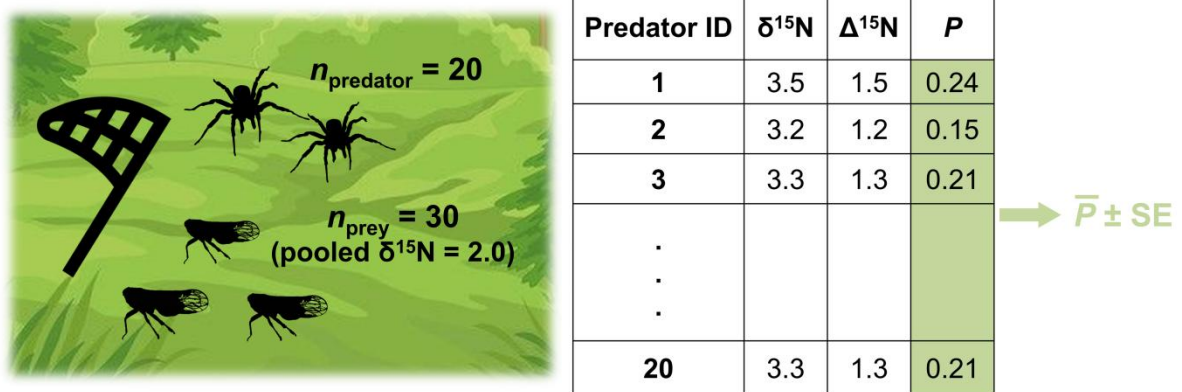 n predator = 20
n prey = 30
(pooled δ¹⁵N = 2.0)
Predator ID δ¹⁵N Δ¹⁵N P
1 3.5 1.5 0.24
2 3.2 1.2 0.15
3 3.3 1.3 0.21
.
.
.
20 3.3 1.3 0.21
P̅ ± SE